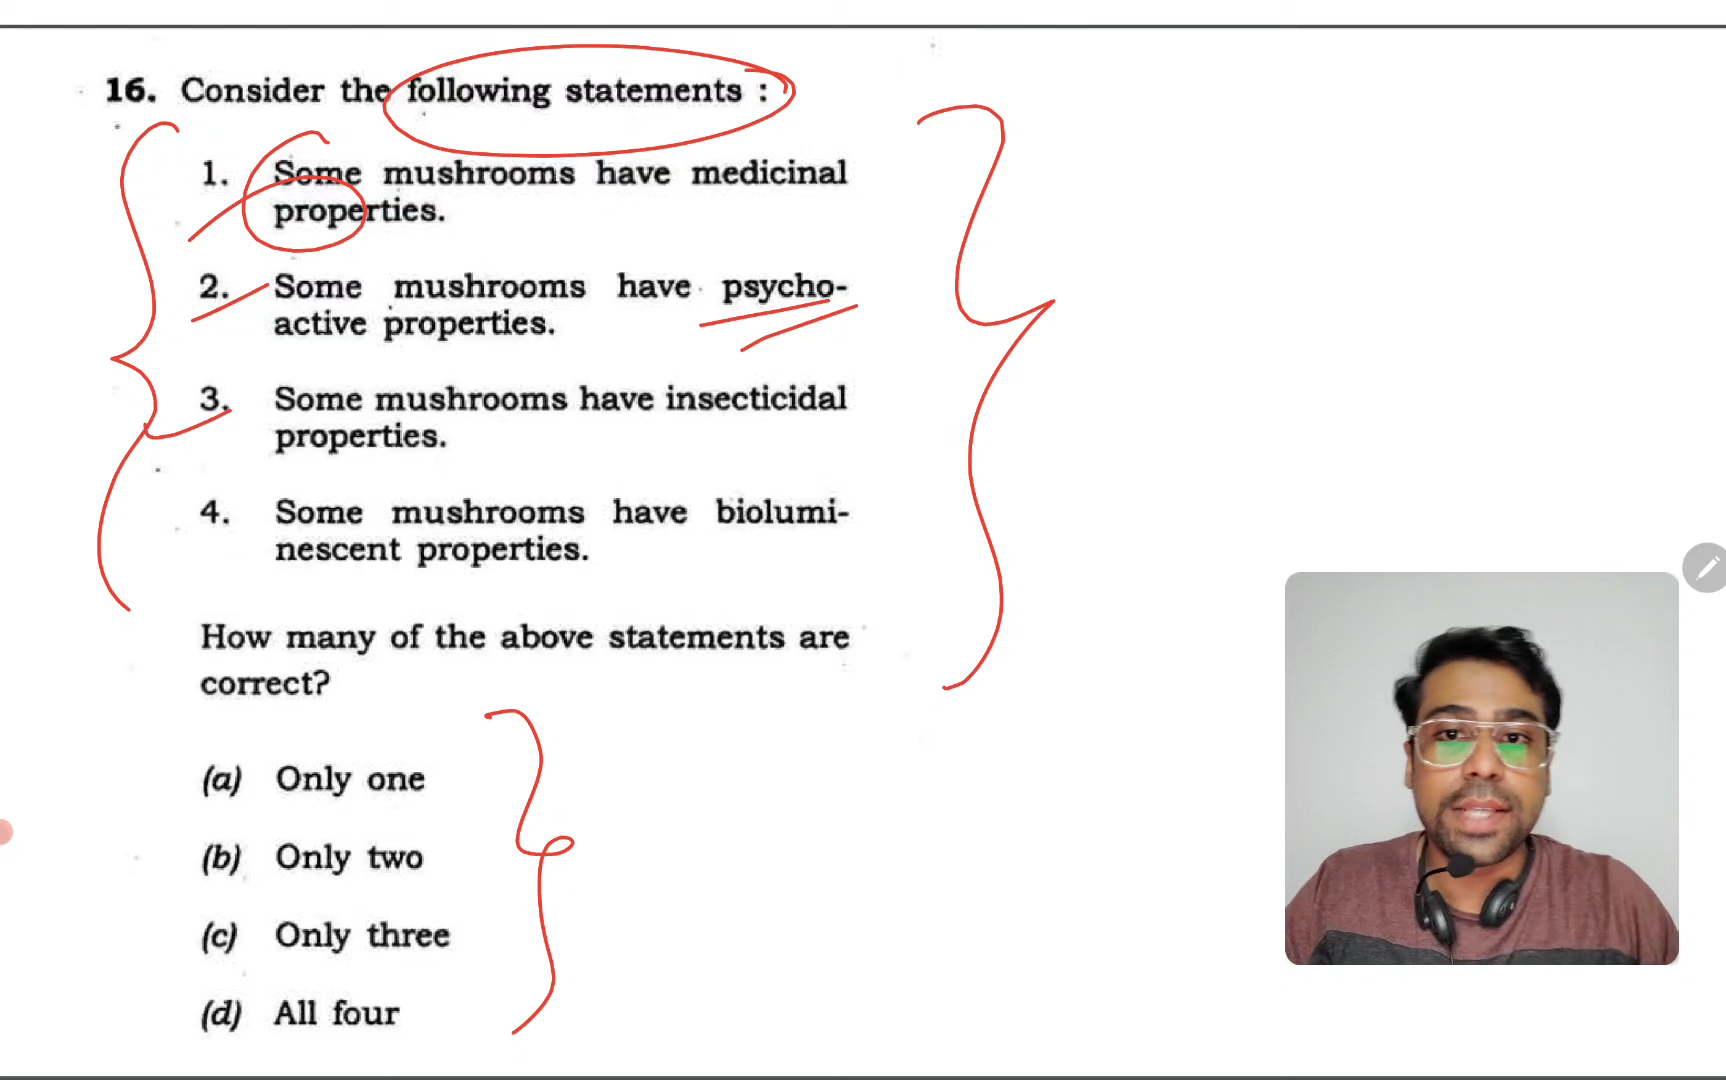 16. Consider the following statements :
1. Some mushrooms have medicinal
properties.
2. Some mushrooms have psycho-
active properties.
3. Some mushrooms have insecticidal
properties.
4. Some mushrooms have biolumi-
nescent properties.
How many of the above statements are
correct?
(a) Only one
(b) Only two
(c) Only three
(d) All four